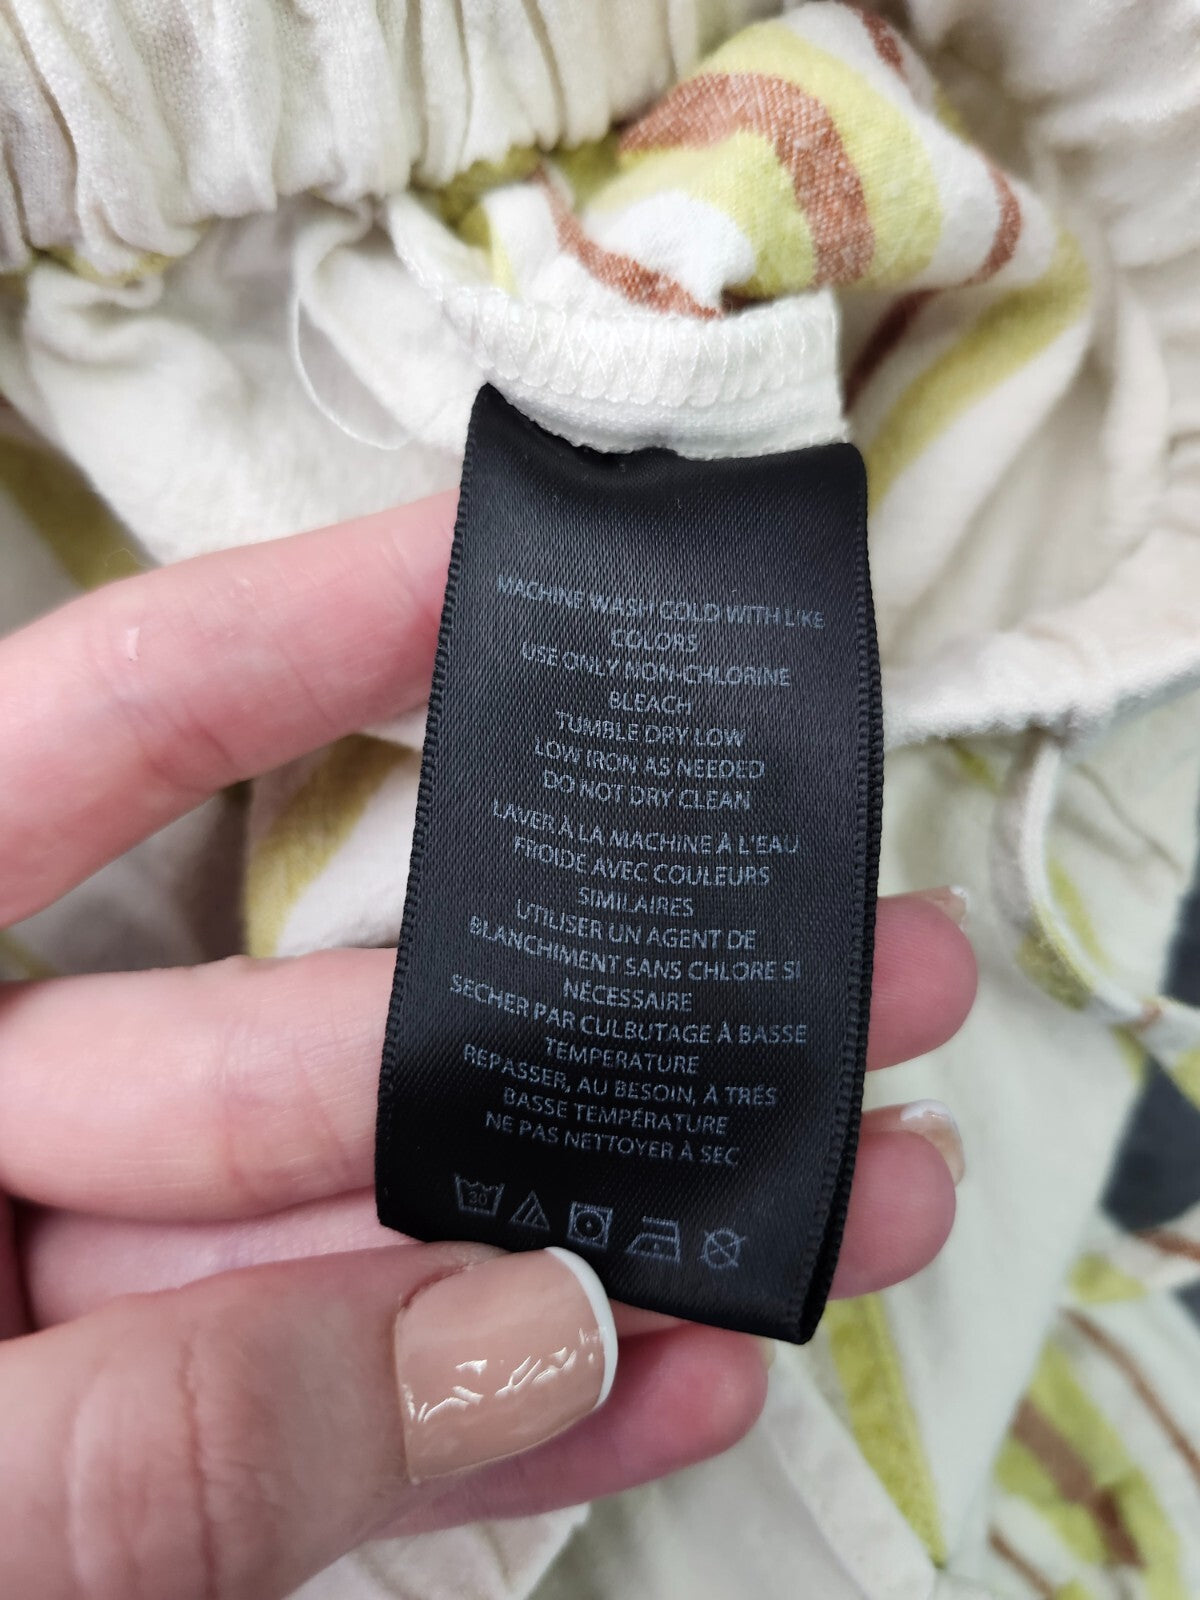 MACHINE WASH COLD WITH LIKE
COLORS
USE ONLY NON-CHLORINE
BLEACH
TUMBLE DRY LOW
LOW IRON AS NEEDED
DO NOT DRY CLEAN
LAVER À LA MACHINE À L'EAU
FROIDE AVEC COULEURS
SIMILAIRES
UTILISER UN AGENT DE
BLANCHIMENT SANS CHLORE SI
NÉCESSAIRE
SECHER PAR CULBUTAGE À BASSE
TEMPERATURE
REPASSER, AU BESOIN, A TRÈS
BASSE TEMPÉRATURE
NE PAS NETTOYER À SEC
30